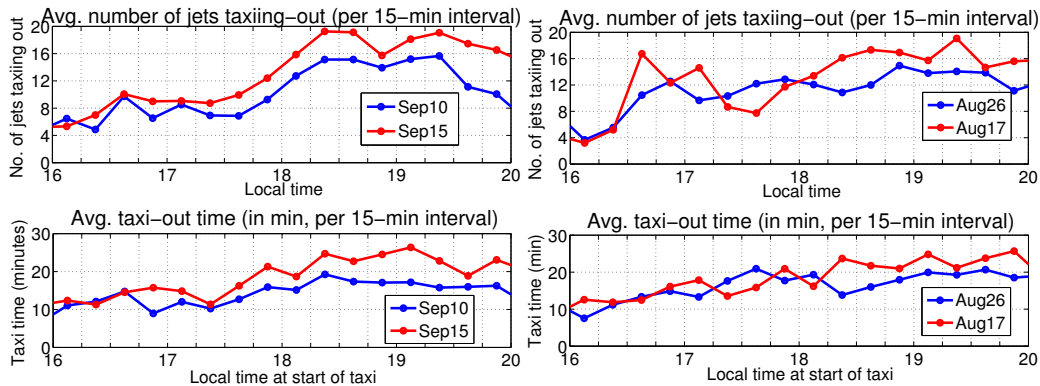 Avg. number of jets taxiing-out (per 15-min interval)
No. of jets taxiing out
20
16
12
8
4
0
Sep10
Sep15
16 17 18 19 20
Local time
Avg. number of jets taxiing-out (per 15-min interval)
No. of jets taxiing out
20
16
12
8
4
0
Aug26
Aug17
16 17 18 19 20
Local time
Avg. taxi-out time (in min, per 15-min interval)
Taxi time (minutes)
30
20
10
0
Sep10
Sep15
16 17 18 19 20
Local time at start of taxi
Avg. taxi-out time (in min, per 15-min interval)
Taxi time (min)
30
20
10
0
Aug26
Aug17
16 17 18 19 20
Local time at start of taxi